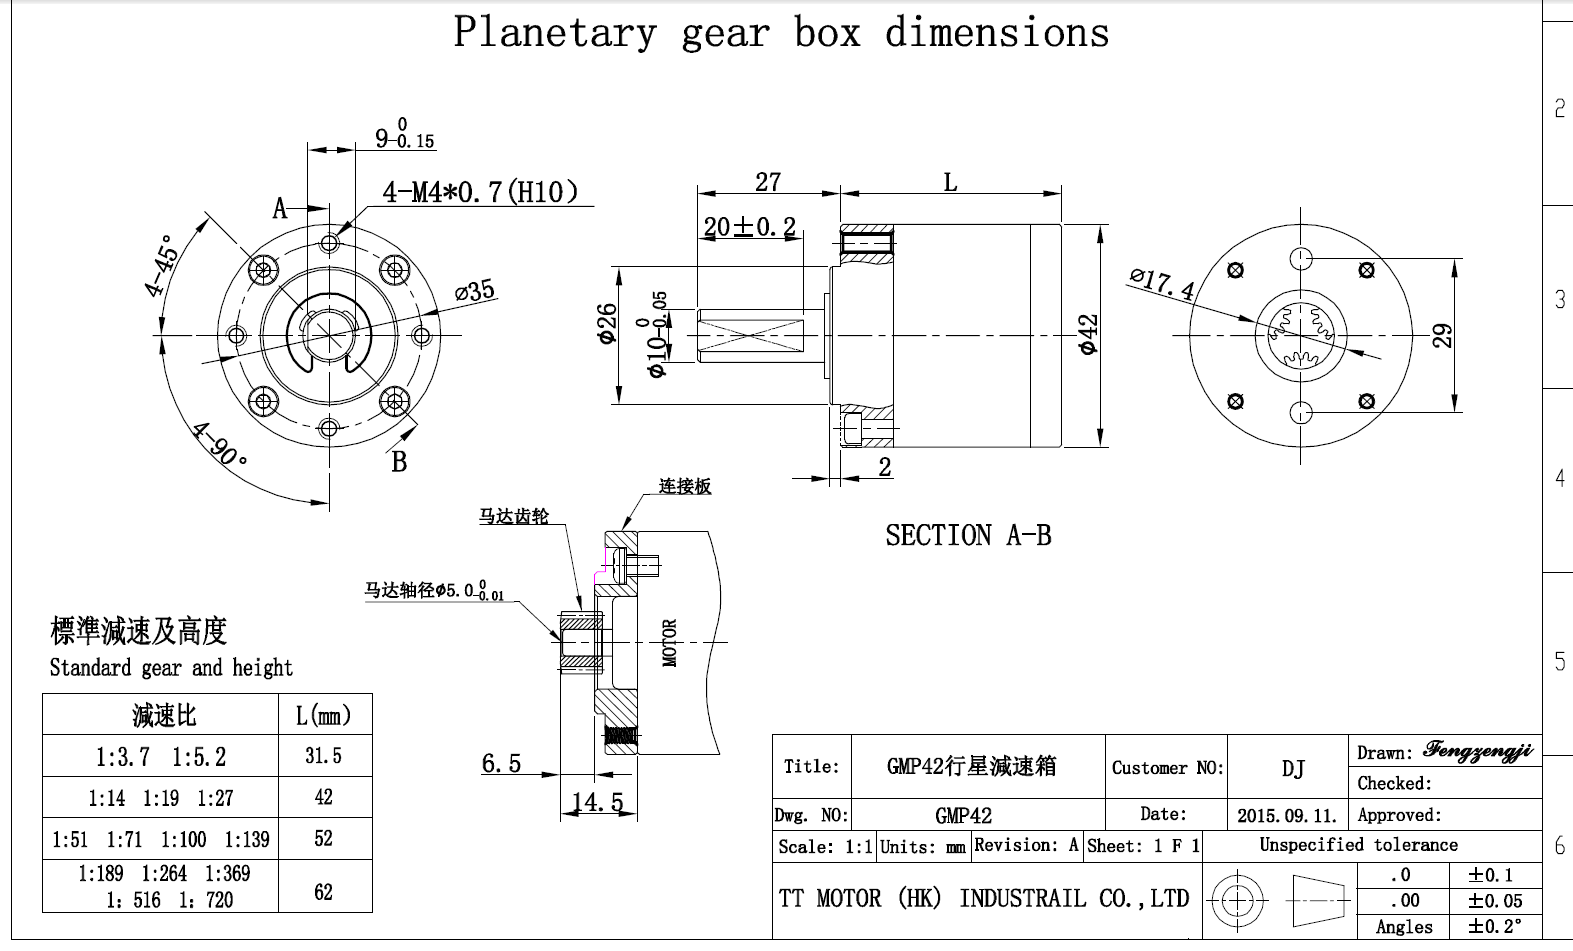 Planetary gear box dimensions
2
3
4
5
6
9 0 -0.15
4-M4*0.7(H10)
A
4-45°
⌀35
4-90°
B
27
L
20±0.2
ϕ26
ϕ10 0 -0.05
ϕ42
2
SECTION A-B
⌀17.4
29
连接板
马达齿轮
马达轴径ϕ5.0 0 -0.01
MOTOR
6.5
14.5
標準減速及高度
Standard gear and height
減速比 L(mm)
1:3.7 1:5.2 31.5
1:14 1:19 1:27 42
1:51 1:71 1:100 1:139 52
1:189 1:264 1:369
1: 516 1: 720 62
Title: GMP42行星減速箱 Customer NO: DJ Drawn: Fengzengji
Checked:
Dwg. NO: GMP42 Date: 2015.09.11. Approved:
Scale: 1:1 Units: mm Revision: A Sheet: 1 F 1 Unspecified tolerance
TT MOTOR (HK) INDUSTRAIL CO.,LTD
.0 ±0.1
.00 ±0.05
Angles ±0.2°